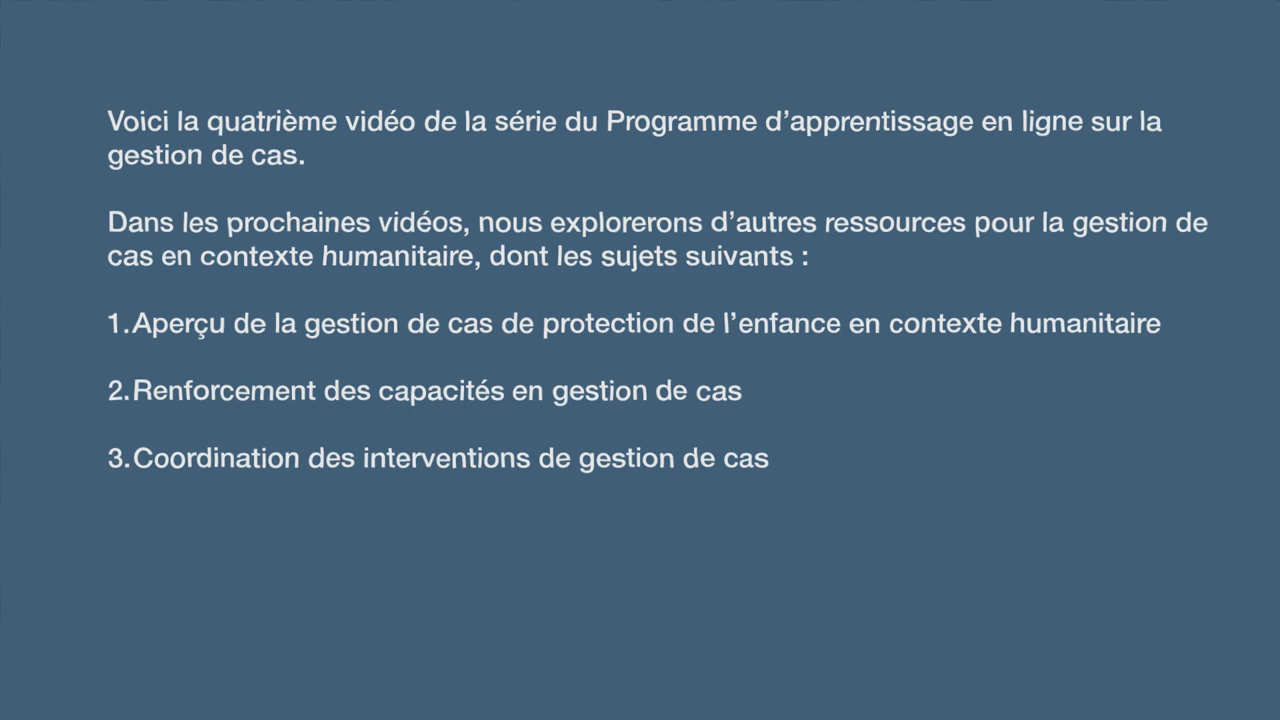 Voici la quatrième vidéo de la série du Programme d’apprentissage en ligne sur la
gestion de cas.
Dans les prochaines vidéos, nous explorerons d’autres ressources pour la gestion de
cas en contexte humanitaire, dont les sujets suivants :
1.Aperçu de la gestion de cas de protection de l’enfance en contexte humanitaire
2.Renforcement des capacités en gestion de cas
3.Coordination des interventions de gestion de cas